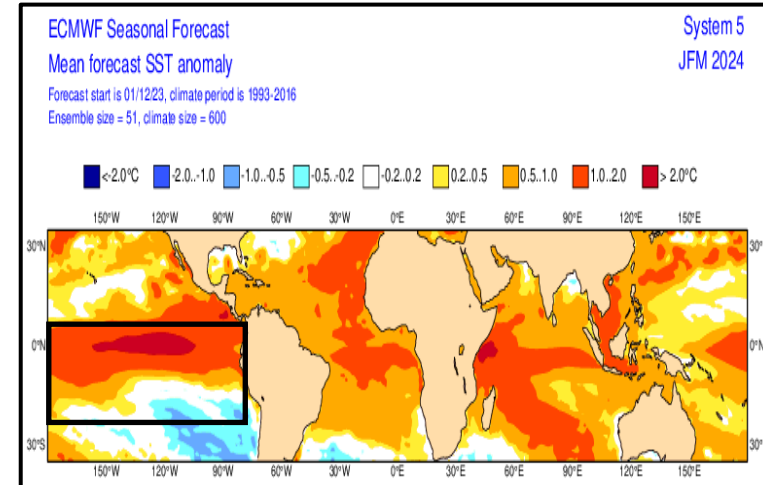 ECMWF Seasonal Forecast
System 5
Mean forecast SST anomaly
JFM 2024
Forecast start is 01/12/23, climate period is 1993-2016
Ensemble size = 51, climate size = 600
<-2.0°C -2.0..-1.0 -1.0..-0.5 -0.5..-0.2 -0.2..0.2 0.2..0.5 0.5..1.0 1.0..2.0 > 2.0°C
150°W 120°W 90°W 60°W 30°W 0°E 30°E 60°E 90°E 120°E 150°E
30°N 30°N
0°N 0°N
30°S 30°S
150°W 120°W 90°W 60°W 30°W 0°E 30°E 60°E 90°E 120°E 150°E